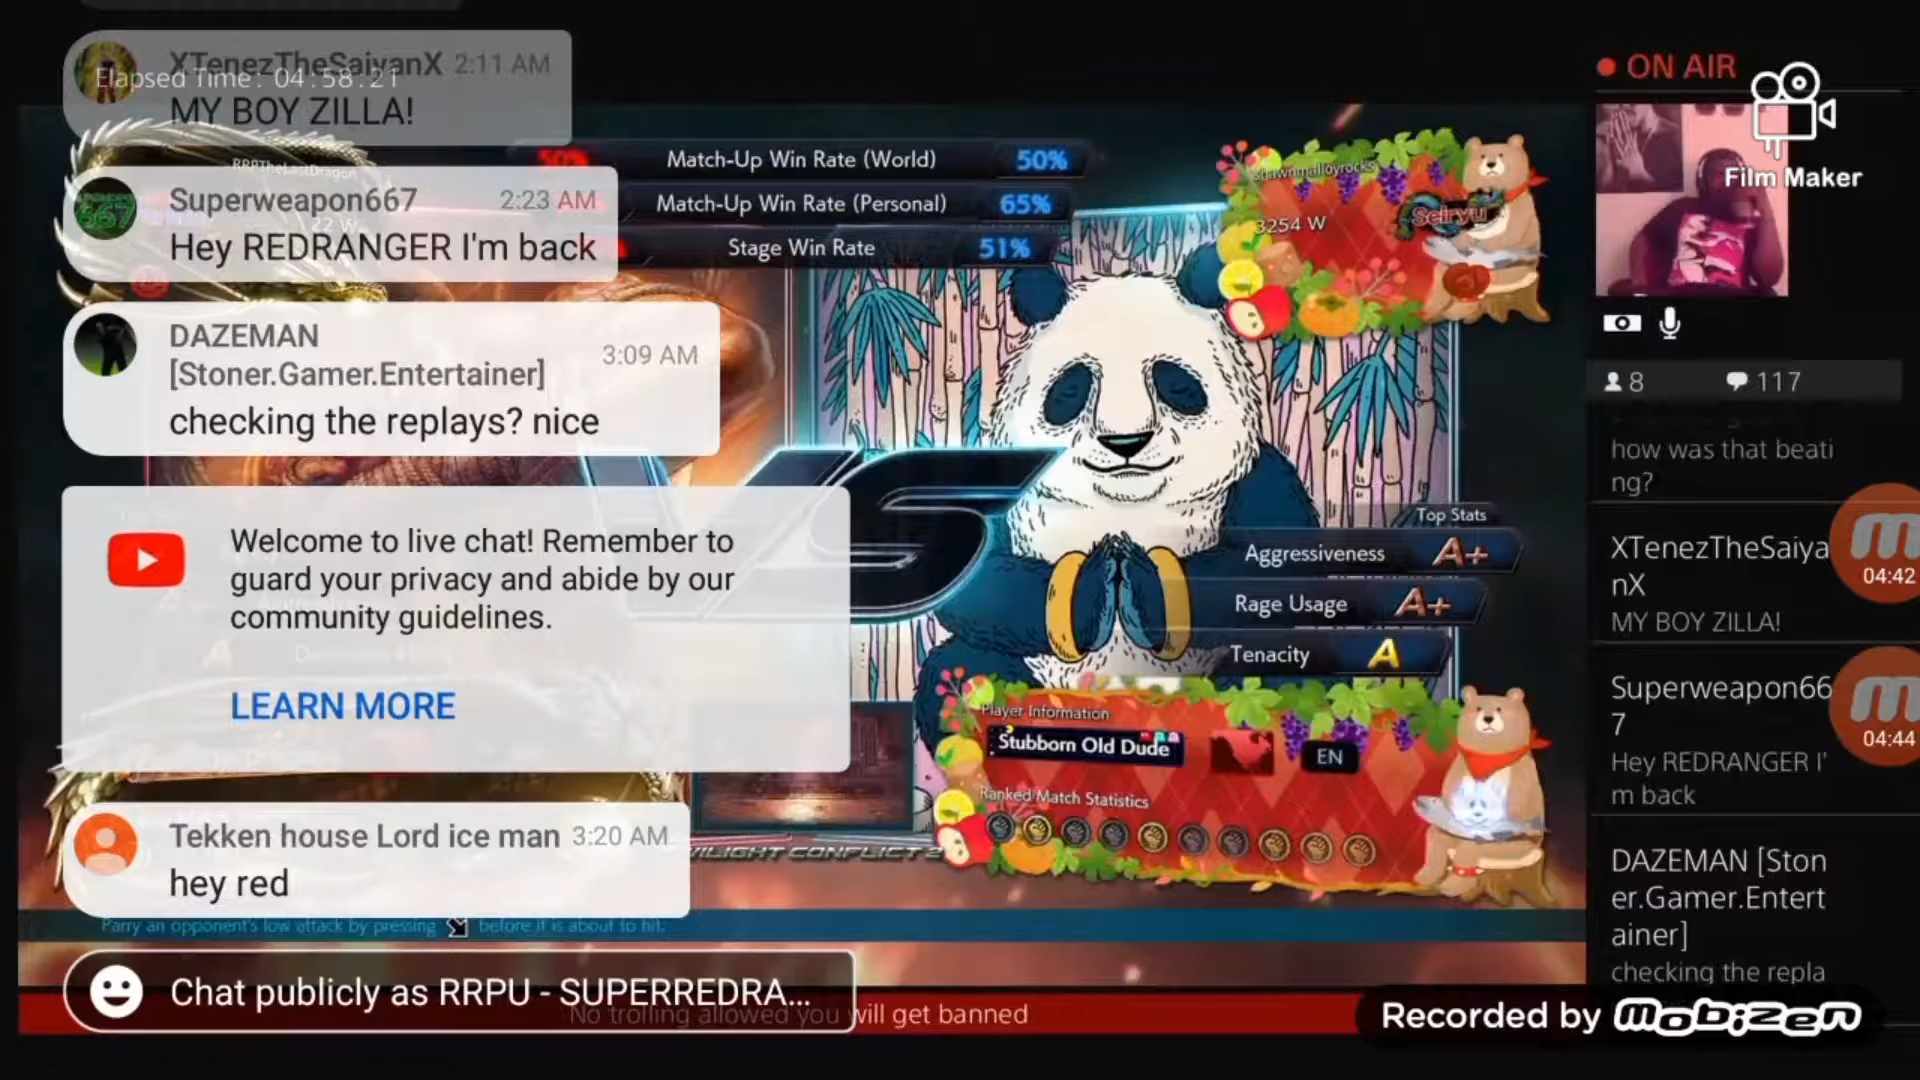 XTenezTheSaiyanX 2:11 AM
Elapsed Time: 04:58:21
MY BOY ZILLA!
RRPTheLastDragon
Superweapon667 2:23 AM
22 W
Hey REDRANGER I'm back
DAZEMAN
[Stoner.Gamer.Entertainer] 3:09 AM
checking the replays? nice
Welcome to live chat! Remember to
guard your privacy and abide by our
community guidelines.
LEARN MORE
Tekken house Lord ice man 3:20 AM
hey red
Parry an opponent's low attack by pressing before it is about to hit.
Chat publicly as RRPU - SUPERREDRA...
No trolling allowed you will get banned
50% Match-Up Win Rate (World) 50%
Match-Up Win Rate (Personal) 65%
Stage Win Rate 51%
shawnmalloyrocks
3254 W
Seiryu
VS
Top Stats
Aggressiveness A+
Rage Usage A+
Tenacity A
Player Information
Stubborn Old Dude
EN
Ranked Match Statistics
TWILIGHT CONFLICT 2
ON AIR
Film Maker
8 117
how was that beati
ng?
XTenezTheSaiya
nX
MY BOY ZILLA!
04:42
Superweapon66
7
Hey REDRANGER I'
m back
04:44
DAZEMAN [Ston
er.Gamer.Entert
ainer]
checking the repla
Recorded by mobizen